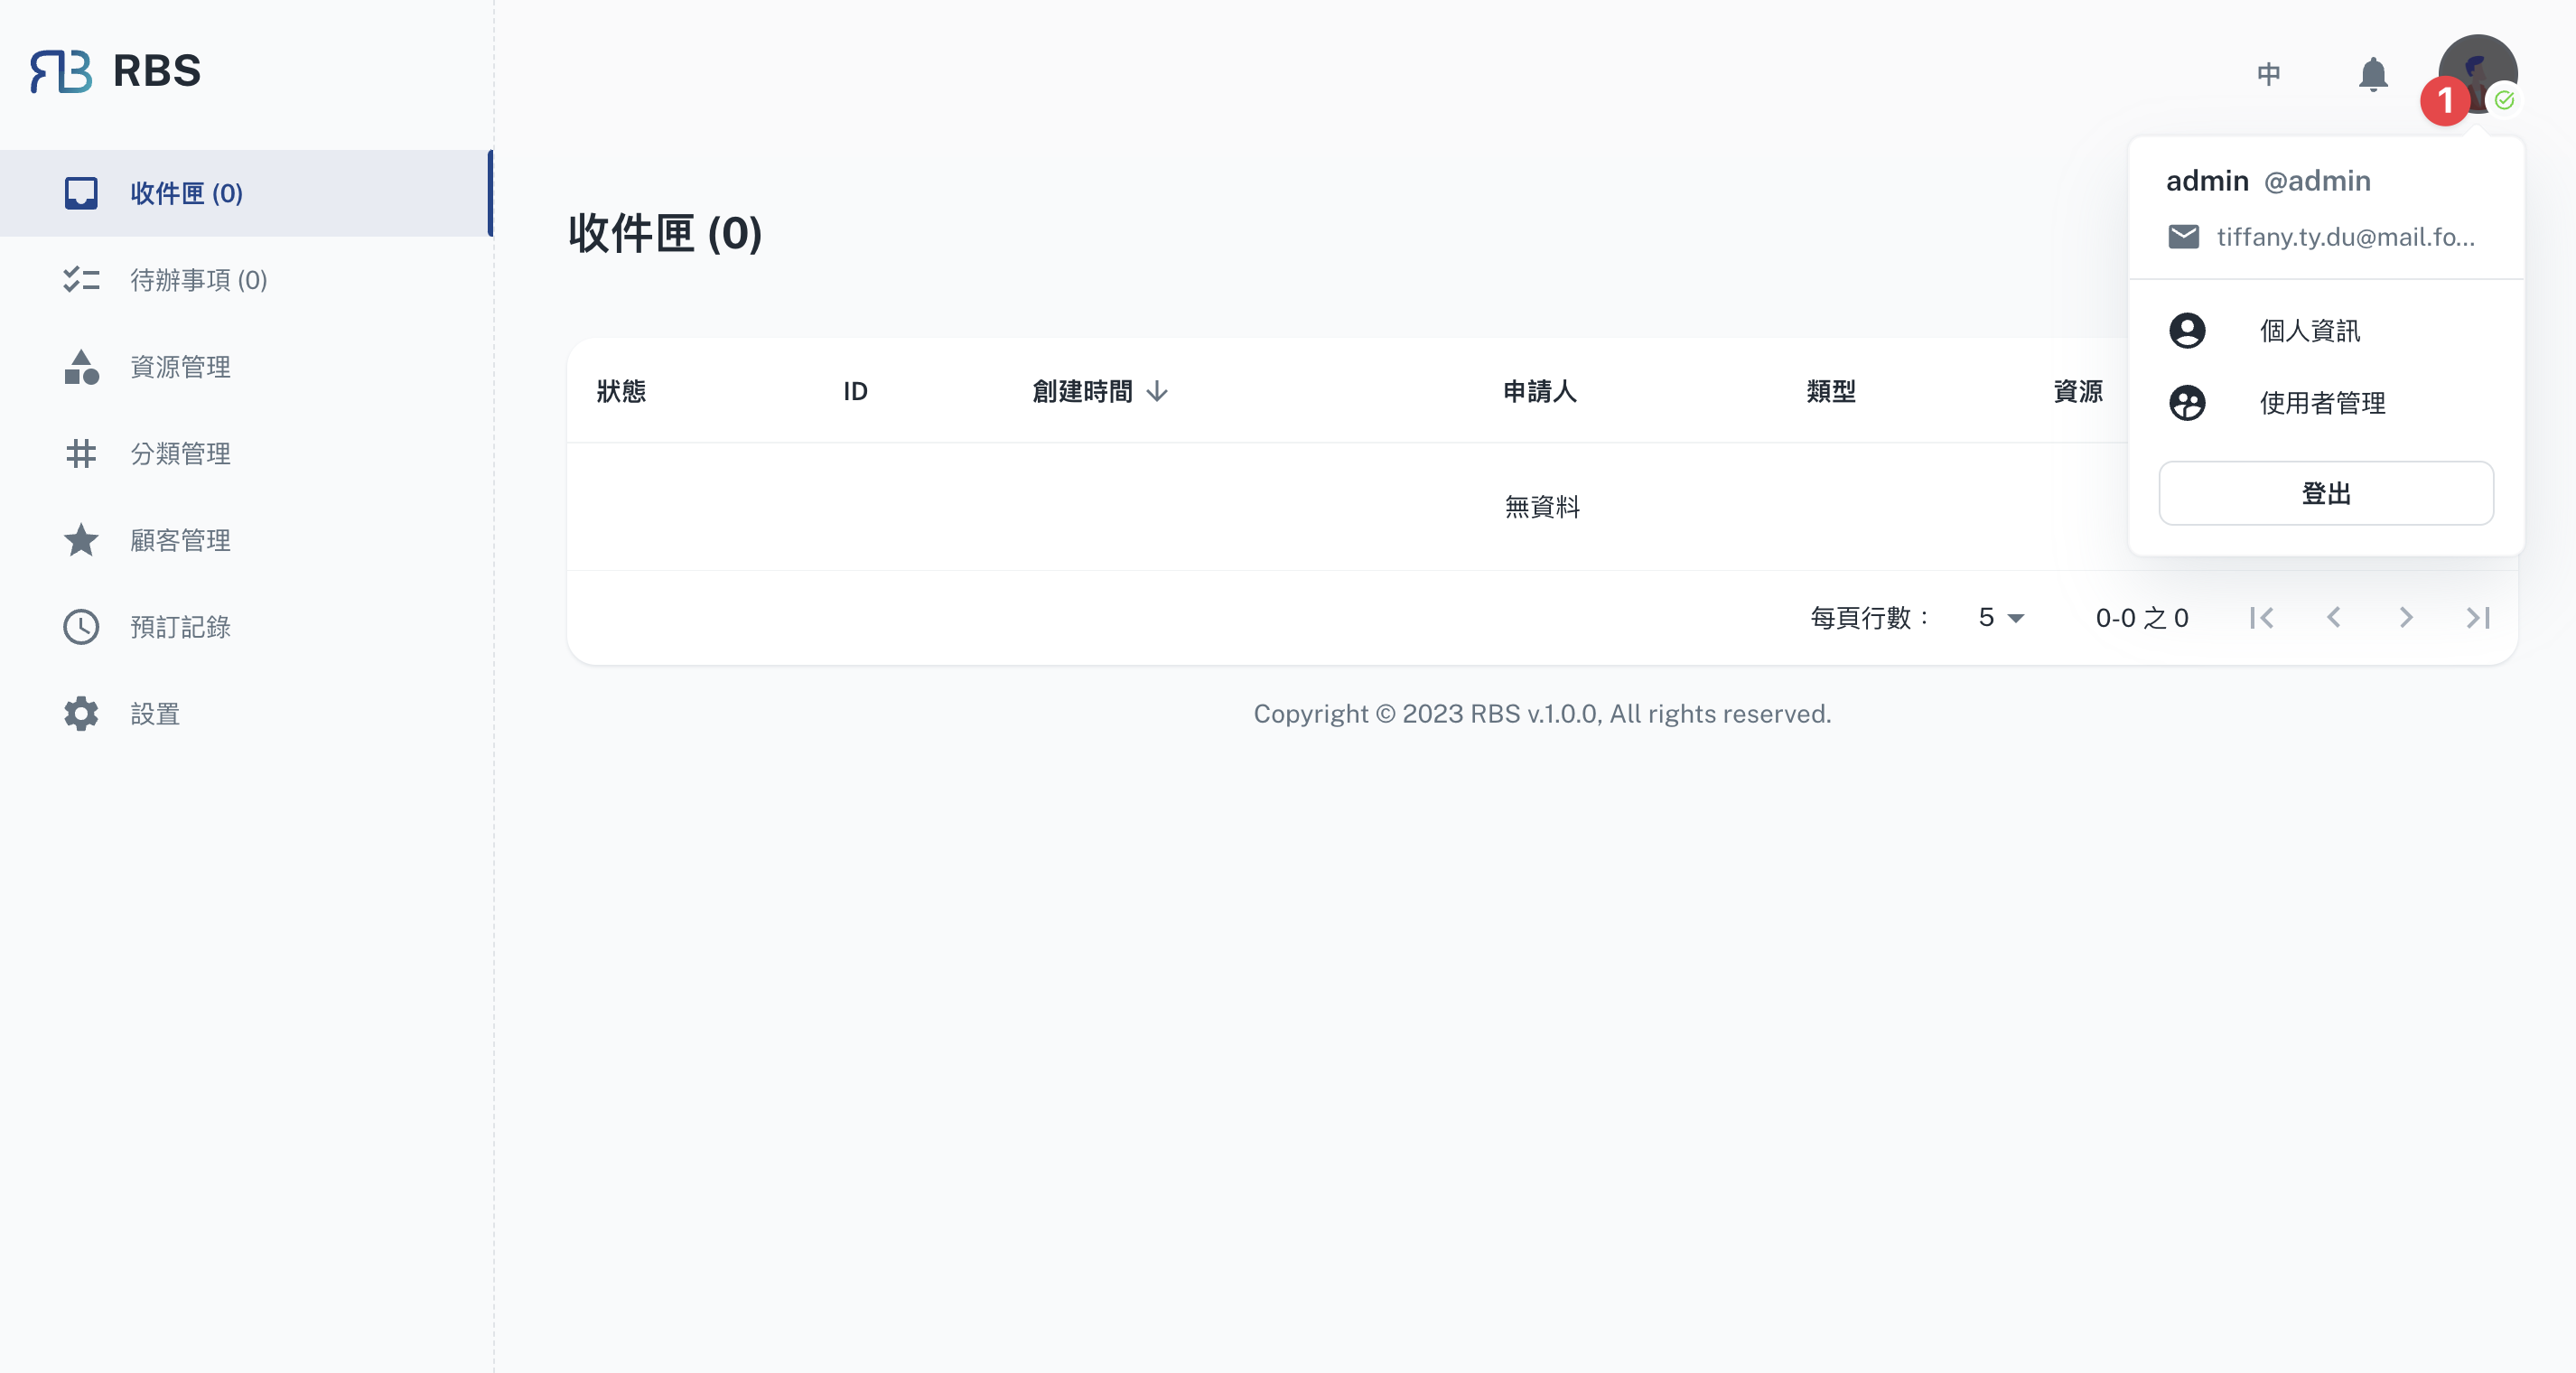 RBS
中
1
admin @admin
tiffany.ty.du@mail.fo...
個人資訊
使用者管理
登出
收件匣 (0)
待辦事項 (0)
資源管理
分類管理
顧客管理
預訂記錄
設置
收件匣 (0)
狀態 ID 創建時間 申請人 類型 資源
無資料
每頁行數： 5 0-0 之 0
Copyright © 2023 RBS v.1.0.0, All rights reserved.